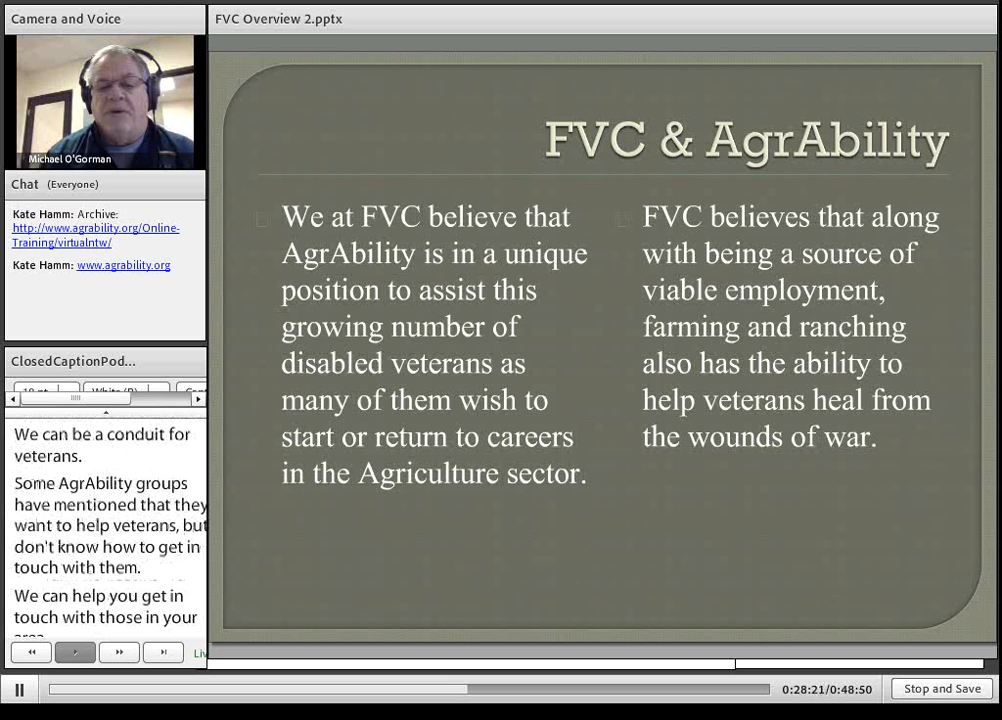 Camera and Voice
Michael O'Gorman
Chat (Everyone)
Kate Hamm: Archive:
http://www.agrability.org/Online-
Training/virtualntw/
Kate Hamm: www.agrability.org
ClosedCaptionPod...
We can be a conduit for
veterans.
Some AgrAbility groups
have mentioned that they
want to help veterans, but
don't know how to get in
touch with them.
We can help you get in
touch with those in your
FVC Overview 2.pptx
FVC & AgrAbility
We at FVC believe that
AgrAbility is in a unique
position to assist this
growing number of
disabled veterans as
many of them wish to
start or return to careers
in the Agriculture sector.
FVC believes that along
with being a source of
viable employment,
farming and ranching
also has the ability to
help veterans heal from
the wounds of war.
0:28:21/0:48:50
Stop and Save